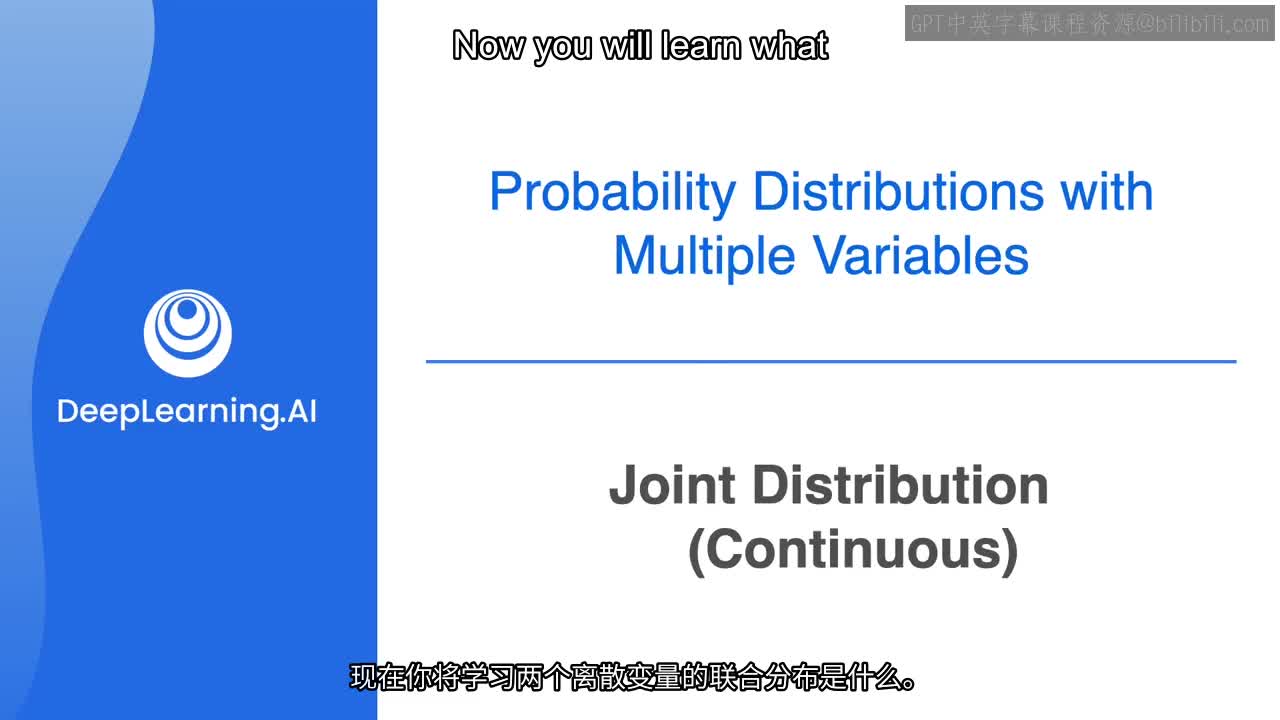 GPT中英字幕课程资源@bilibili.com
Now you will learn what
Probability Distributions with
Multiple Variables
DeepLearning.AI
Joint Distribution
(Continuous)
现在你将学习两个离散变量的联合分布是什么。